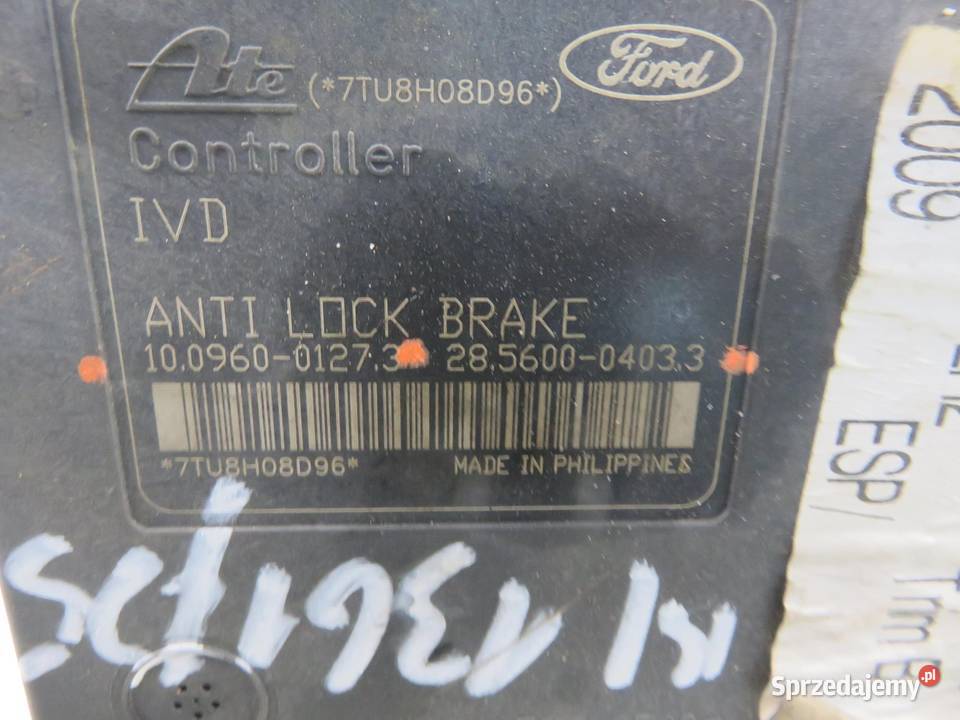 Ate (*7TU8H08D96*) Ford
Controller
IVD
ANTI LOCK BRAKE
10.0960-0127.3 28.5600-0403.3
*7TU8H08D96* MADE IN PHILIPPINES
2009
ESP/
Sprzedajemy.pl